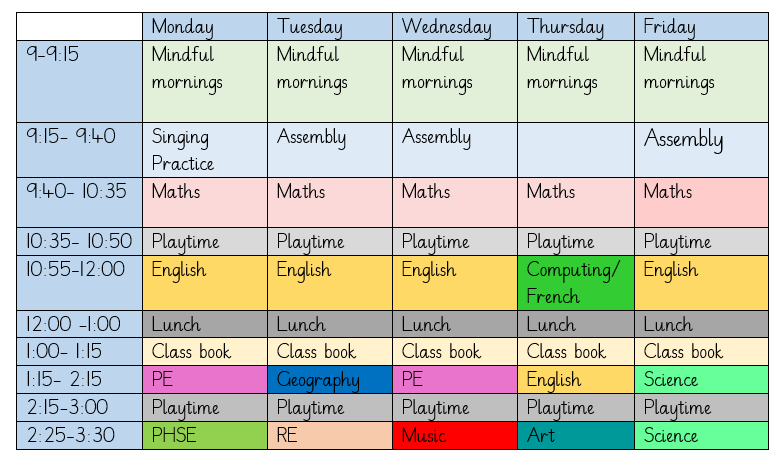 Monday Tuesday Wednesday Thursday Friday
9-9:15 Mindful mornings Mindful mornings Mindful mornings Mindful mornings Mindful mornings
9:15- 9:40 Singing Practice Assembly Assembly Assembly
9:40- 10:35 Maths Maths Maths Maths Maths
10:35- 10:50 Playtime Playtime Playtime Playtime Playtime
10:55-12:00 English English English Computing/ French English
12:00 -1:00 Lunch Lunch Lunch Lunch Lunch
1:00- 1:15 Class book Class book Class book Class book Class book
1:15- 2:15 PE Geography PE English Science
2:15-3:00 Playtime Playtime Playtime Playtime Playtime
2:25-3:30 PHSE RE Music Art Science